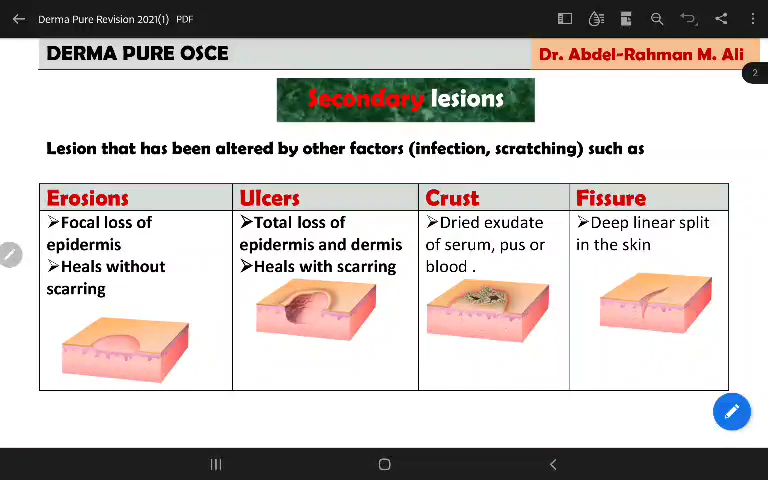 Derma Pure Revision 2021(1) PDF
DERMA PURE OSCE
Dr. Abdel-Rahman M. Ali
2
Secondary lesions
Lesion that has been altered by other factors (infection, scratching) such as
Erosions
➢Focal loss of
epidermis
➢Heals without
scarring
Ulcers
➢Total loss of
epidermis and dermis
➢Heals with scarring
Crust
➢Dried exudate
of serum, pus or
blood .
Fissure
➢Deep linear split
in the skin